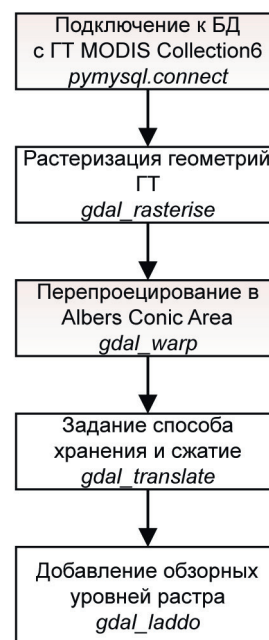 Подключение к БД
с ГТ MODIS Collection6
pymysql.connect
Растеризация геометрий
ГТ
gdal_rasterise
Перепроецирование в
Albers Conic Area
gdal_warp
Задание способа
хранения и сжатие
gdal_translate
Добавление обзорных
уровней растра
gdal_laddo